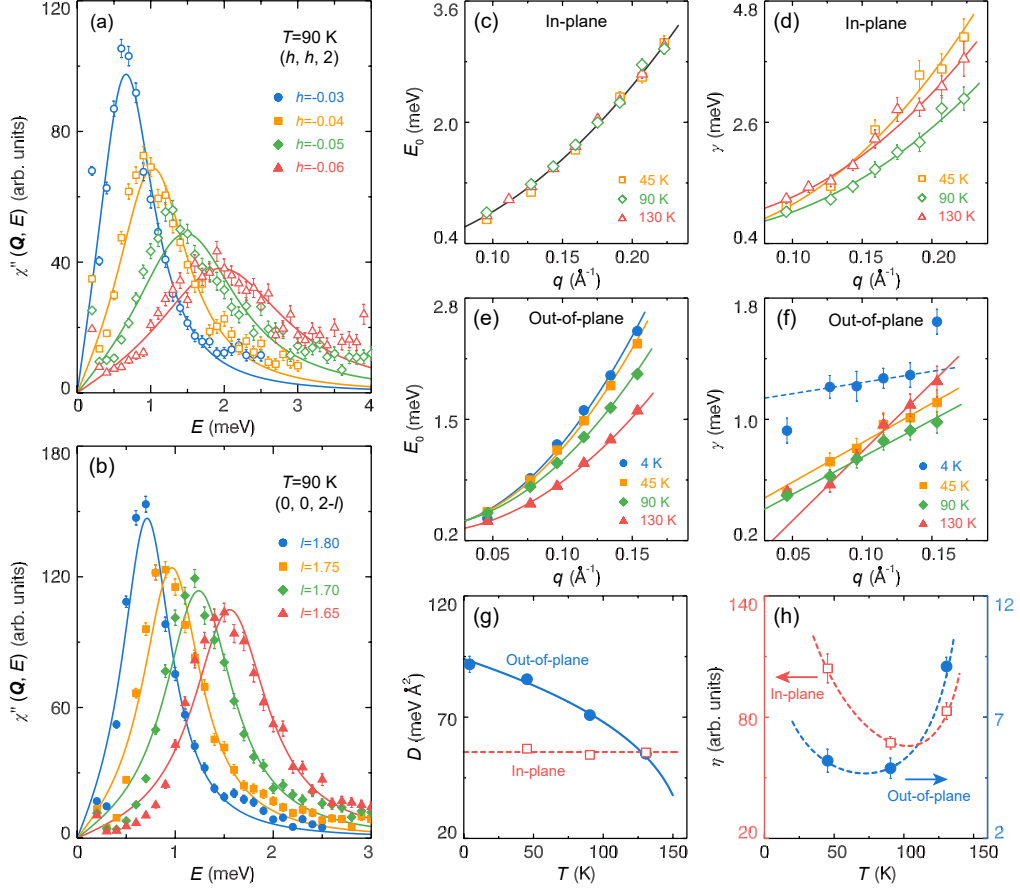 (a)
T=90 K
(h, h, 2)
h=-0.03
h=-0.04
h=-0.05
h=-0.06
120
80
40
0
χ'' (Q, E) (arb. units)
0 1 2 3 4
E (meV)
(b)
T=90 K
(0, 0, 2-l)
l=1.80
l=1.75
l=1.70
l=1.65
180
120
60
0
χ'' (Q, E) (arb. units)
0 1 2 3
E (meV)
(c)
In-plane
3.6
2.0
0.4
E0 (meV)
45 K
90 K
130 K
0.10 0.15 0.20
q (Å-1)
(d)
In-plane
4.8
2.6
0.4
γ (meV)
45 K
90 K
130 K
0.10 0.15 0.20
q (Å-1)
(e)
Out-of-plane
2.8
1.5
0.2
E0 (meV)
4 K
45 K
90 K
130 K
0.05 0.10 0.15
q (Å-1)
(f)
Out-of-plane
1.8
1.0
0.2
γ (meV)
4 K
45 K
90 K
130 K
0.05 0.10 0.15
q (Å-1)
(g)
120
70
20
D (meV Å2)
Out-of-plane
In-plane
0 50 100 150
T (K)
(h)
140
80
20
η (arb. units)
12
7
2
In-plane
Out-of-plane
0 50 100 150
T (K)